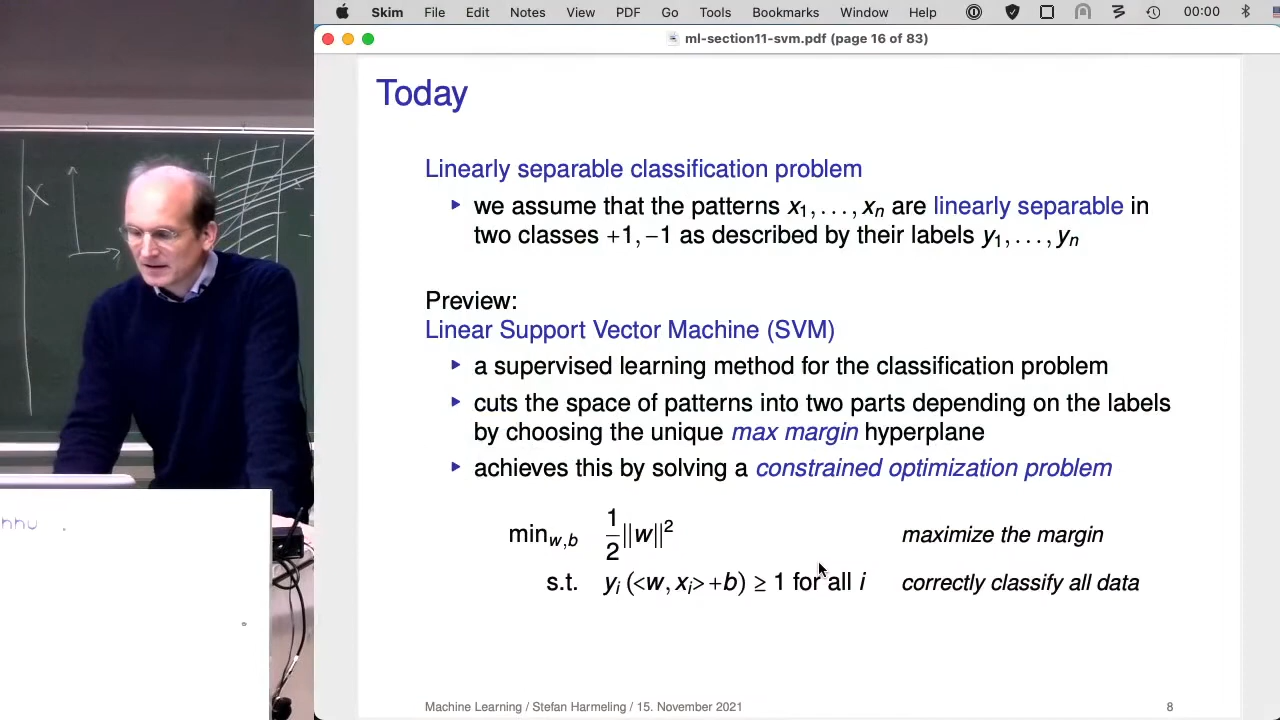 Skim File Edit Notes View PDF Go Tools Bookmarks Window Help 00:00
ml-section11-svm.pdf (page 16 of 83)
Today
Linearly separable classification problem
▸ we assume that the patterns x₁, . . . , xₙ are linearly separable in
two classes +1, −1 as described by their labels y₁, . . . , yₙ
Preview:
Linear Support Vector Machine (SVM)
▸ a supervised learning method for the classification problem
▸ cuts the space of patterns into two parts depending on the labels
by choosing the unique max margin hyperplane
▸ achieves this by solving a constrained optimization problem
min_{w,b} 1/2 ||w||² maximize the margin
s.t. yᵢ (<w, xᵢ> +b) ≥ 1 for all i correctly classify all data
Machine Learning / Stefan Harmeling / 15. November 2021 8
X
hhu